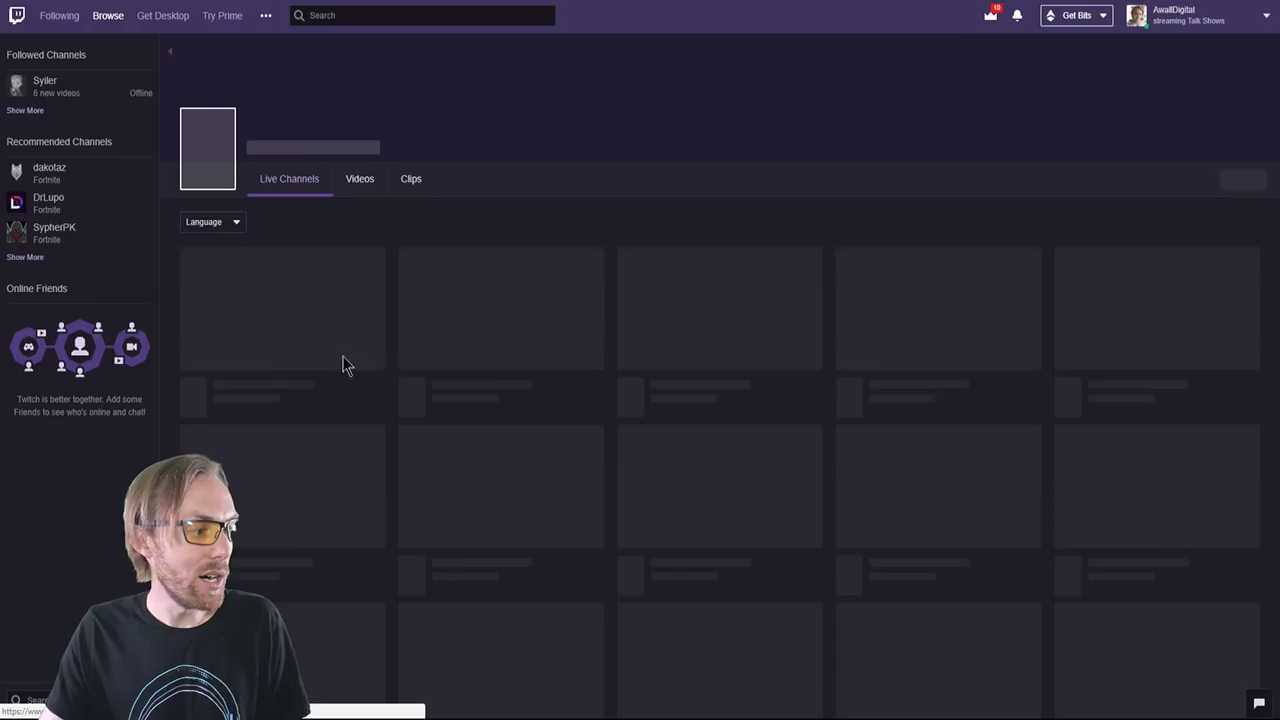 Following Browse Get Desktop Try Prime ••• Search 10 Get Bits AwallDigital
streaming Talk Shows
Followed Channels
Syiler
6 new videos Offline
Show More
Recommended Channels
dakotaz
Fortnite
DrLupo
Fortnite
SypherPK
Fortnite
Show More
Online Friends
Twitch is better together. Add some
Friends to see who's online and chat!
Live Channels Videos Clips
Language